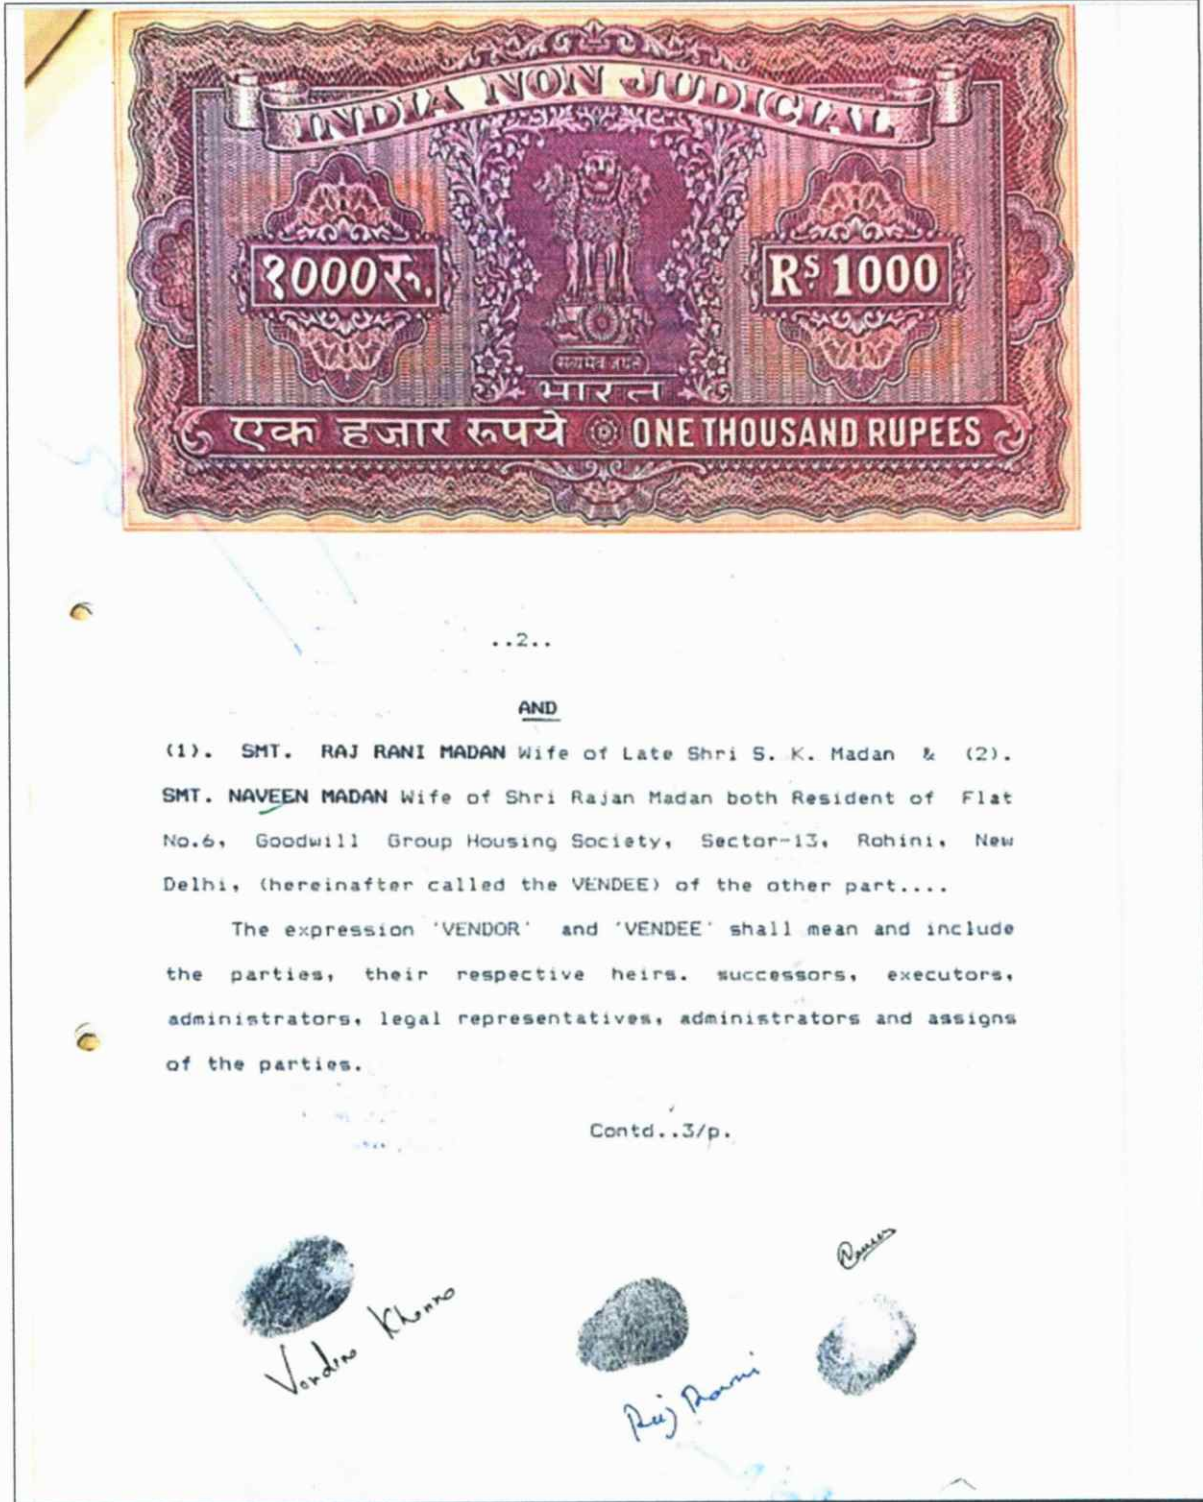 INDIA NON JUDICIAL
१000रु.
Rs 1000
सत्यमेव जयते
भारत
एक हजार रुपये ONE THOUSAND RUPEES
..2..
AND
(1). SMT. RAJ RANI MADAN Wife of Late Shri S. K. Madan & (2).
SMT. NAVEEN MADAN Wife of Shri Rajan Madan both Resident of Flat
No.6, Goodwill Group Housing Society, Sector-13, Rohini, New
Delhi, (hereinafter called the VENDEE) of the other part....
The expression 'VENDOR' and 'VENDEE' shall mean and include
the parties, their respective heirs. successors, executors,
administrators, legal representatives, administrators and assigns
of the parties.
Contd..3/p.
Khanna
Raj Rani